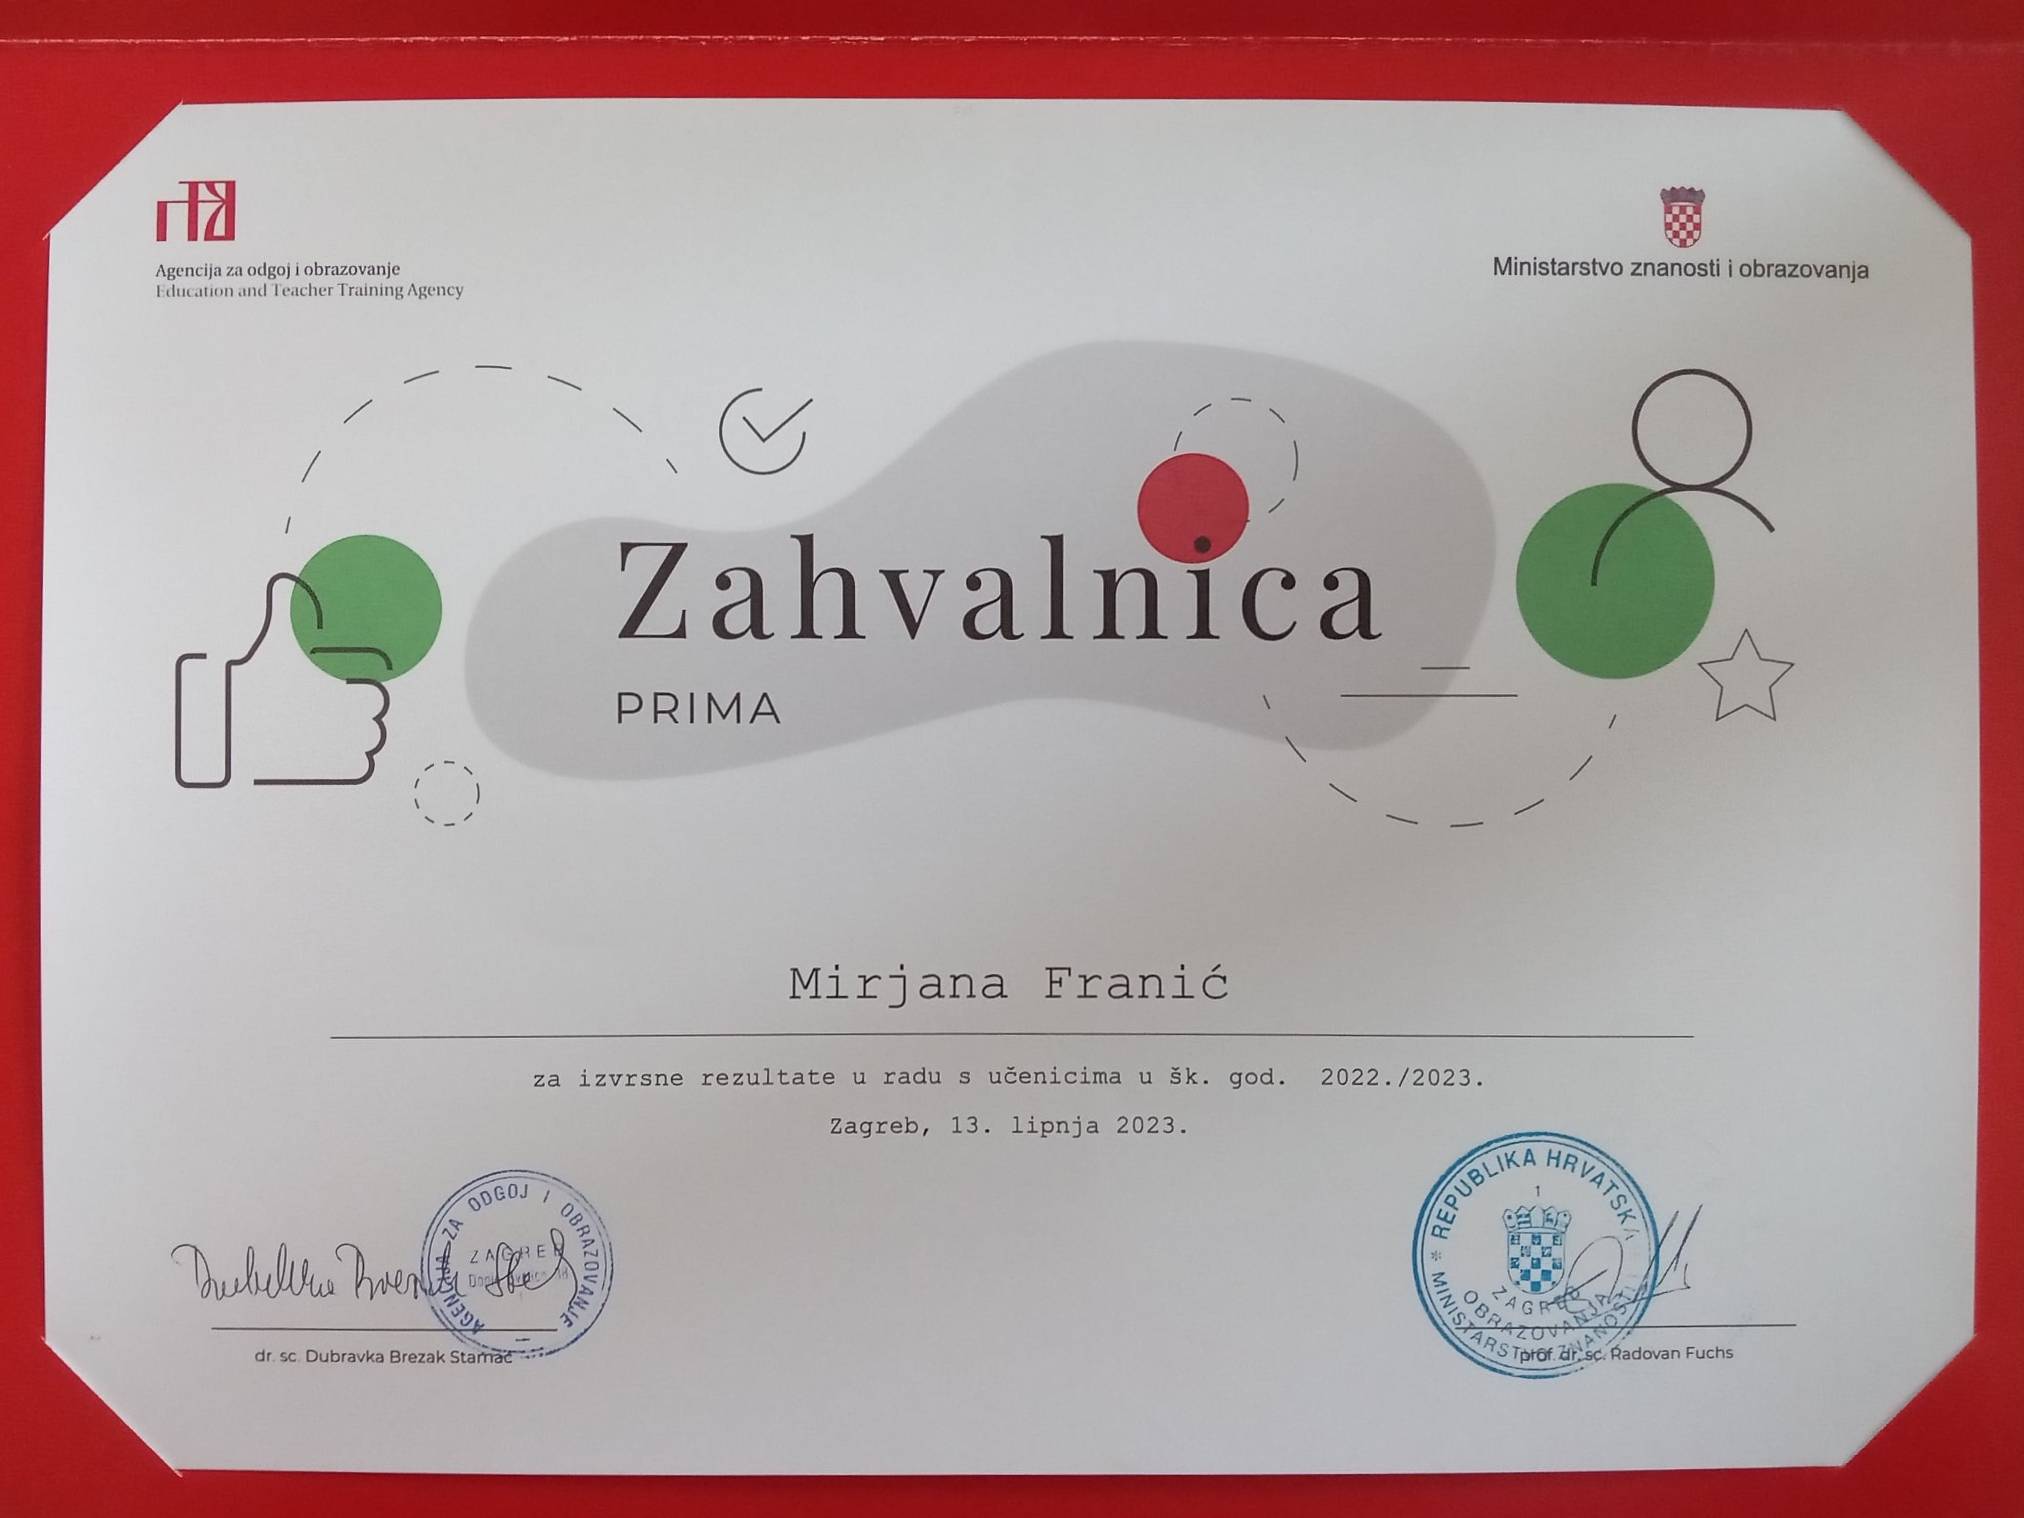 Agencija za odgoj i obrazovanje
Education and Teacher Training Agency
Ministarstvo znanosti i obrazovanja
Zahvalnica
PRIMA
Mirjana Franić
za izvrsne rezultate u radu s učenicima u šk. god. 2022./2023.
Zagreb, 13. lipnja 2023.
AGENCIJA ZA ODGOJ I OBRAZOVANJE
ZAGREB
dr. sc. Dubravka Brezak Stamać
REPUBLIKA HRVATSKA
1
ZAGREB
OBRAZOVANJA
MINISTARSTVO ZNANOSTI I
prof. dr. sc. Radovan Fuchs